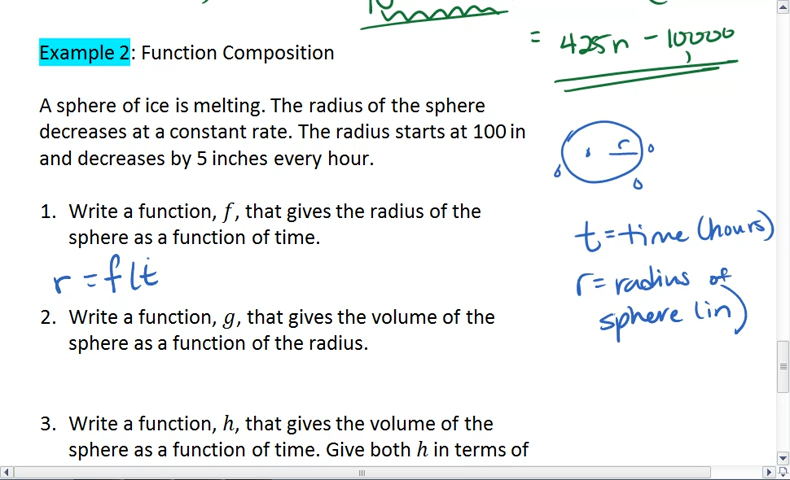 = 425n - 10000,
Example 2: Function Composition
A sphere of ice is melting. The radius of the sphere
decreases at a constant rate. The radius starts at 100 in
and decreases by 5 inches every hour.
r
1. Write a function, f, that gives the radius of the
sphere as a function of time.
r = f(t
t = time (hours)
r = radius of
sphere (in)
2. Write a function, g, that gives the volume of the
sphere as a function of the radius.
3. Write a function, h, that gives the volume of the
sphere as a function of time. Give both h in terms of